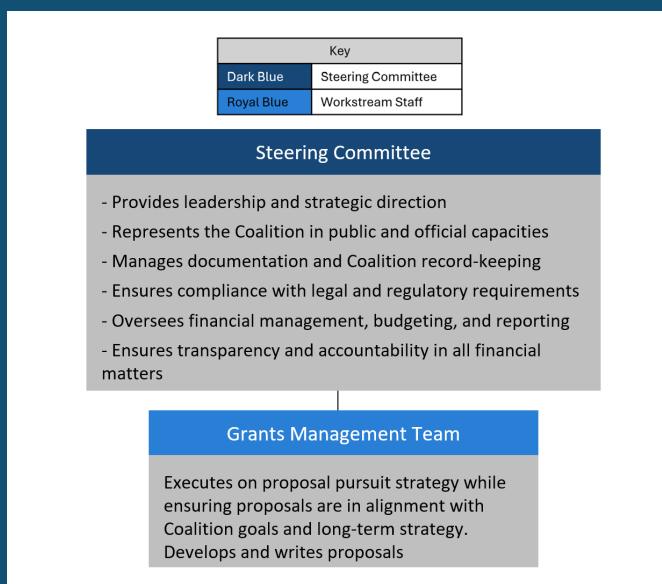 Key
Dark Blue Steering Committee
Royal Blue Workstream Staff
Steering Committee
- Provides leadership and strategic direction
- Represents the Coalition in public and official capacities
- Manages documentation and Coalition record-keeping
- Ensures compliance with legal and regulatory requirements
- Oversees financial management, budgeting, and reporting
- Ensures transparency and accountability in all financial
matters
Grants Management Team
Executes on proposal pursuit strategy while
ensuring proposals are in alignment with
Coalition goals and long-term strategy.
Develops and writes proposals